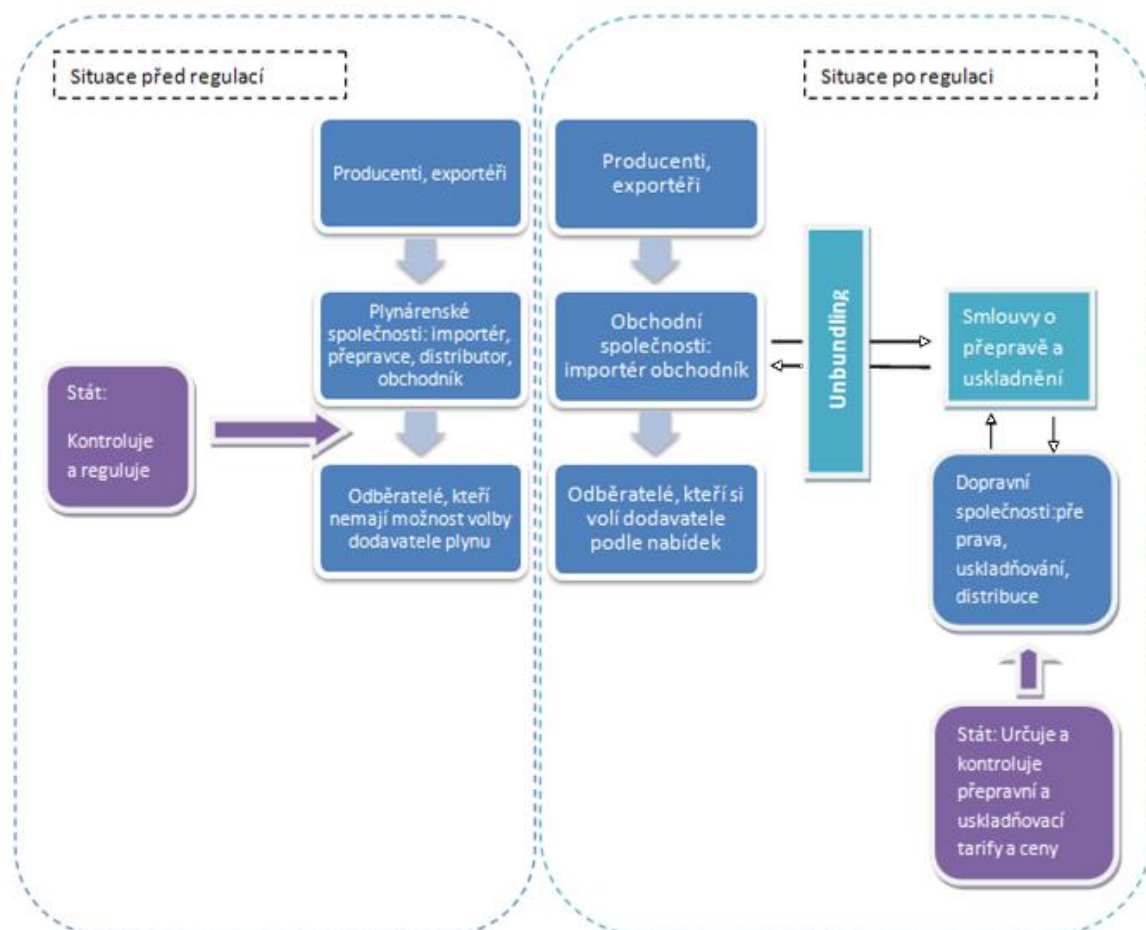 Situace před regulací
Producenti, exportéři
Plynárenské
společnosti: importér,
přepravce, distributor,
obchodník
Stát:
Kontroluje
a reguluje
Odběratelé, kteří
nemají možnost volby
dodavatele plynu
Situace po regulaci
Producenti,
exportéři
Obchodní
společnosti:
importér obchodník
Odběratelé, kteří si
volí dodavatele
podle nabídek
Unbundling
Smlouvy o
přepravě a
uskladnění
Dopravní
společnosti:pře
prava,
uskladňování,
distribuce
Stát: Určuje a
kontroluje
přepravní a
uskladňovací
tarify a ceny